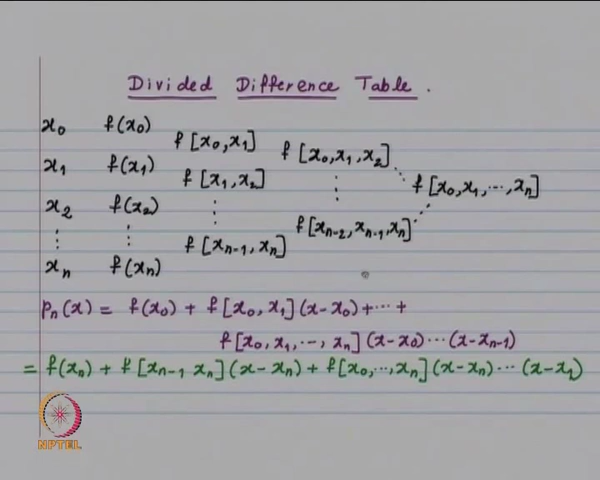 Divided Difference Table.
x₀ f(x₀)
f[x₀,x₁]
x₁ f(x₁) f[x₀,x₁,x₂]
f[x₁,x₂] ⋱ f[x₀,x₁,⋯,xₙ]
x₂ f(x₂) ⋮
⋮ ⋮ ⋮ f[xₙ₋₂,xₙ₋₁,xₙ]
f[xₙ₋₁,xₙ]
xₙ f(xₙ)
pₙ(x) = f(x₀) + f[x₀,x₁](x-x₀)+⋯+
f[x₀,x₁,⋯,xₙ](x-x₀)⋯(x-xₙ₋₁)
= f(xₙ) + f[xₙ₋₁ xₙ](x-xₙ) + f[x₀,⋯,xₙ](x-xₙ)⋯(x-x₁)
NPTEL